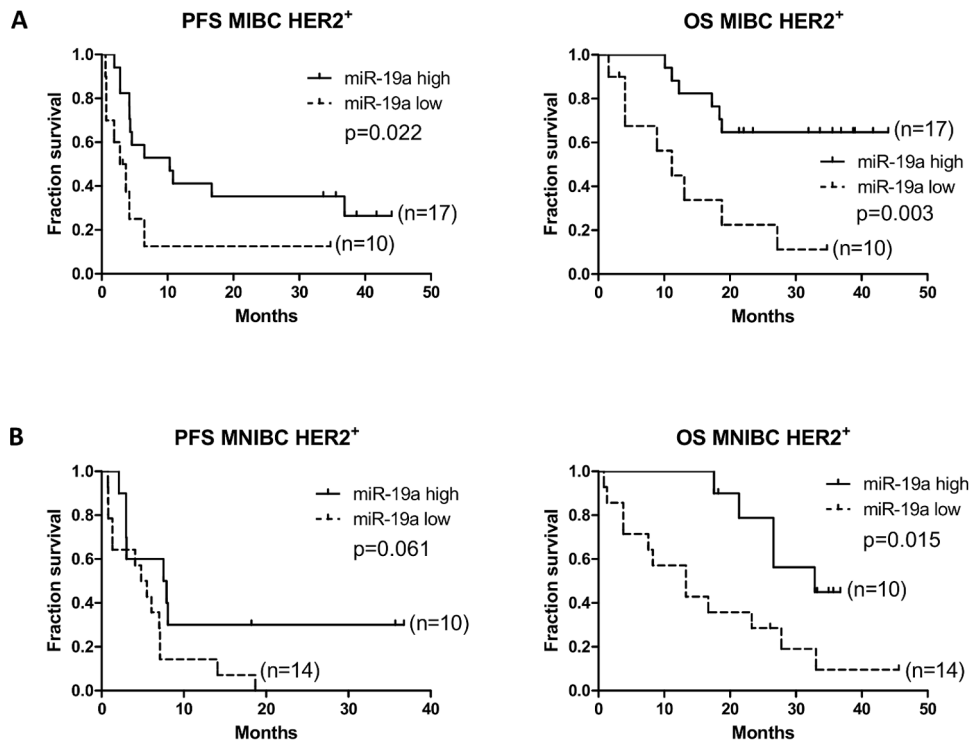 A
PFS MIBC HER2⁺
Fraction survival
1.0
0.8
0.6
0.4
0.2
0.0
miR-19a high
miR-19a low
p=0.022
(n=17)
(n=10)
0 10 20 30 40 50
Months
OS MIBC HER2⁺
Fraction survival
1.0
0.8
0.6
0.4
0.2
0.0
(n=17)
miR-19a high
miR-19a low
p=0.003
(n=10)
0 10 20 30 40 50
Months
B
PFS MNIBC HER2⁺
Fraction survival
1.0
0.8
0.6
0.4
0.2
0.0
miR-19a high
miR-19a low
p=0.061
(n=10)
(n=14)
0 10 20 30 40
Months
OS MNIBC HER2⁺
Fraction survival
1.0
0.8
0.6
0.4
0.2
0.0
miR-19a high
miR-19a low
p=0.015
(n=10)
(n=14)
0 10 20 30 40 50
Months